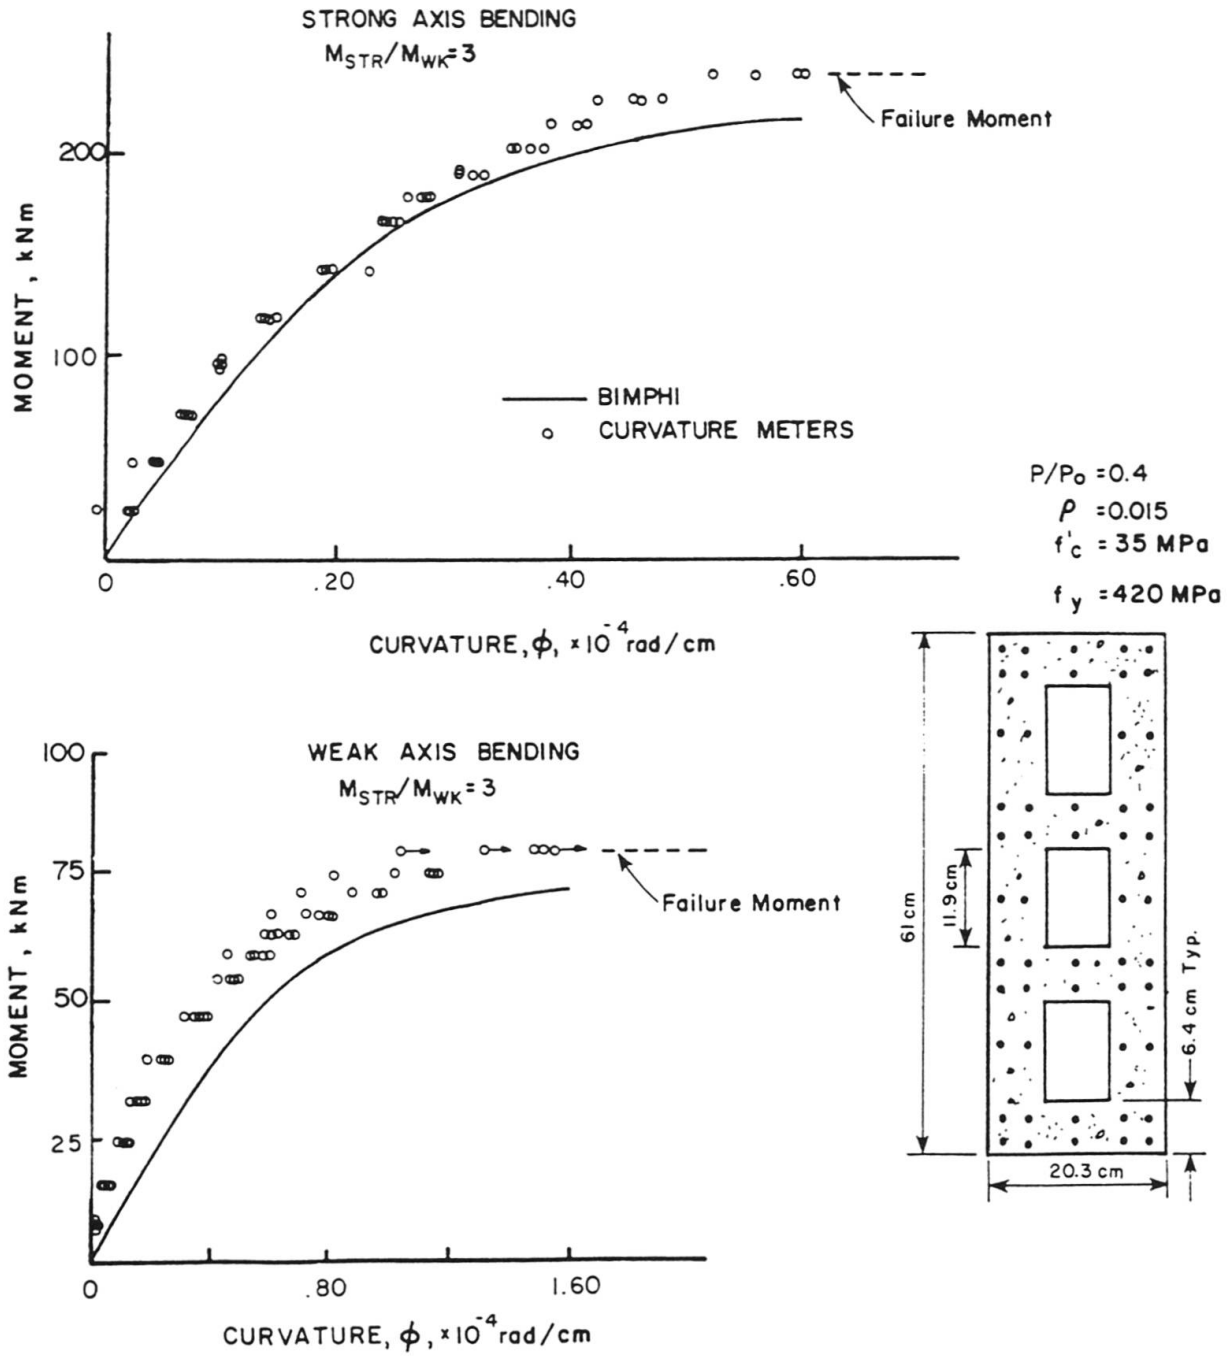 STRONG AXIS BENDING
MSTR/MWK=3
Failure Moment
200
100
MOMENT, kNm
BIMPHI
CURVATURE METERS
0 .20 .40 .60
CURVATURE, ϕ, ×10⁻⁴ rad/cm
P/Po =0.4
ρ =0.015
f'c = 35 MPa
fy = 420 MPa
WEAK AXIS BENDING
MSTR/MWK=3
100
75
50
25
MOMENT, kNm
Failure Moment
0 .80 1.60
CURVATURE, ϕ, ×10⁻⁴ rad/cm
61 cm
11.9 cm
6.4 cm Typ.
20.3 cm